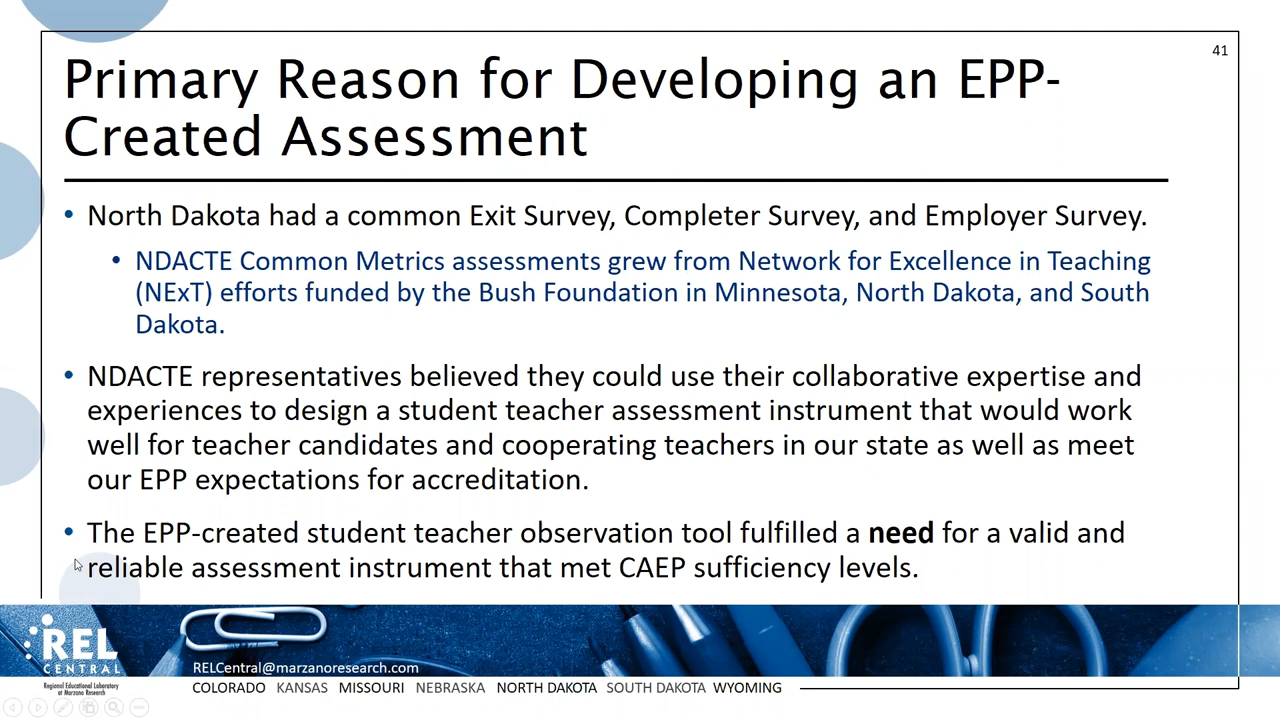 41
Primary Reason for Developing an EPP-
Created Assessment
• North Dakota had a common Exit Survey, Completer Survey, and Employer Survey.
• NDACTE Common Metrics assessments grew from Network for Excellence in Teaching
(NExT) efforts funded by the Bush Foundation in Minnesota, North Dakota, and South
Dakota.
• NDACTE representatives believed they could use their collaborative expertise and
experiences to design a student teacher assessment instrument that would work
well for teacher candidates and cooperating teachers in our state as well as meet
our EPP expectations for accreditation.
• The EPP-created student teacher observation tool fulfilled a need for a valid and
reliable assessment instrument that met CAEP sufficiency levels.
REL
CENTRAL
Regional Educational Laboratory
at Marzano Research
RELCentral@marzanoresearch.com
COLORADO KANSAS MISSOURI NEBRASKA NORTH DAKOTA SOUTH DAKOTA WYOMING